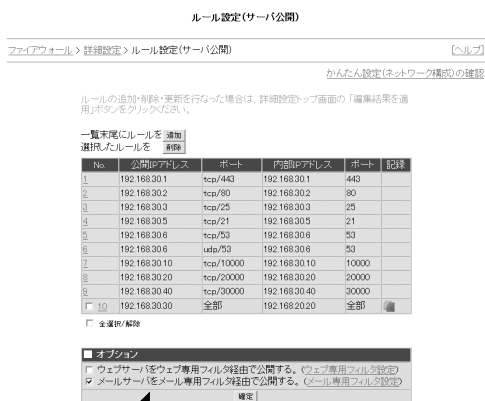 ルール設定(サーバ公開)
ファイアウォール > 詳細設定 > ルール設定(サーバ公開) [ヘルプ]
かんたん設定(ネットワーク構成)の確認
ルールの追加・削除・更新を行なった場合は、詳細設定トップ画面の「編集結果を適
用」ボタンをクリックください。
一覧末尾にルールを 追加
選択したルールを 削除
No. 公開IPアドレス ポート 内部IPアドレス ポート 記録
1 192.168.30.1 tcp/443 192.168.30.1 443
2 192.168.30.2 tcp/80 192.168.30.2 80
3 192.168.30.3 tcp/25 192.168.30.3 25
4 192.168.30.5 tcp/21 192.168.30.5 21
5 192.168.30.6 tcp/53 192.168.30.6 53
6 192.168.30.6 udp/53 192.168.30.6 53
7 192.168.30.10 tcp/10000 192.168.30.10 10000
8 192.168.30.20 tcp/20000 192.168.30.20 20000
9 192.168.30.40 tcp/30000 192.168.30.40 30000
10 192.168.30.30 全部 192.168.20.20 全部
全選択/解除
オプション
ウェブサーバをウェブ専用フィルタ経由で公開する。(ウェブ専用フィルタ設定)
メールサーバをメール専用フィルタ経由で公開する。(メール専用フィルタ設定)
確定